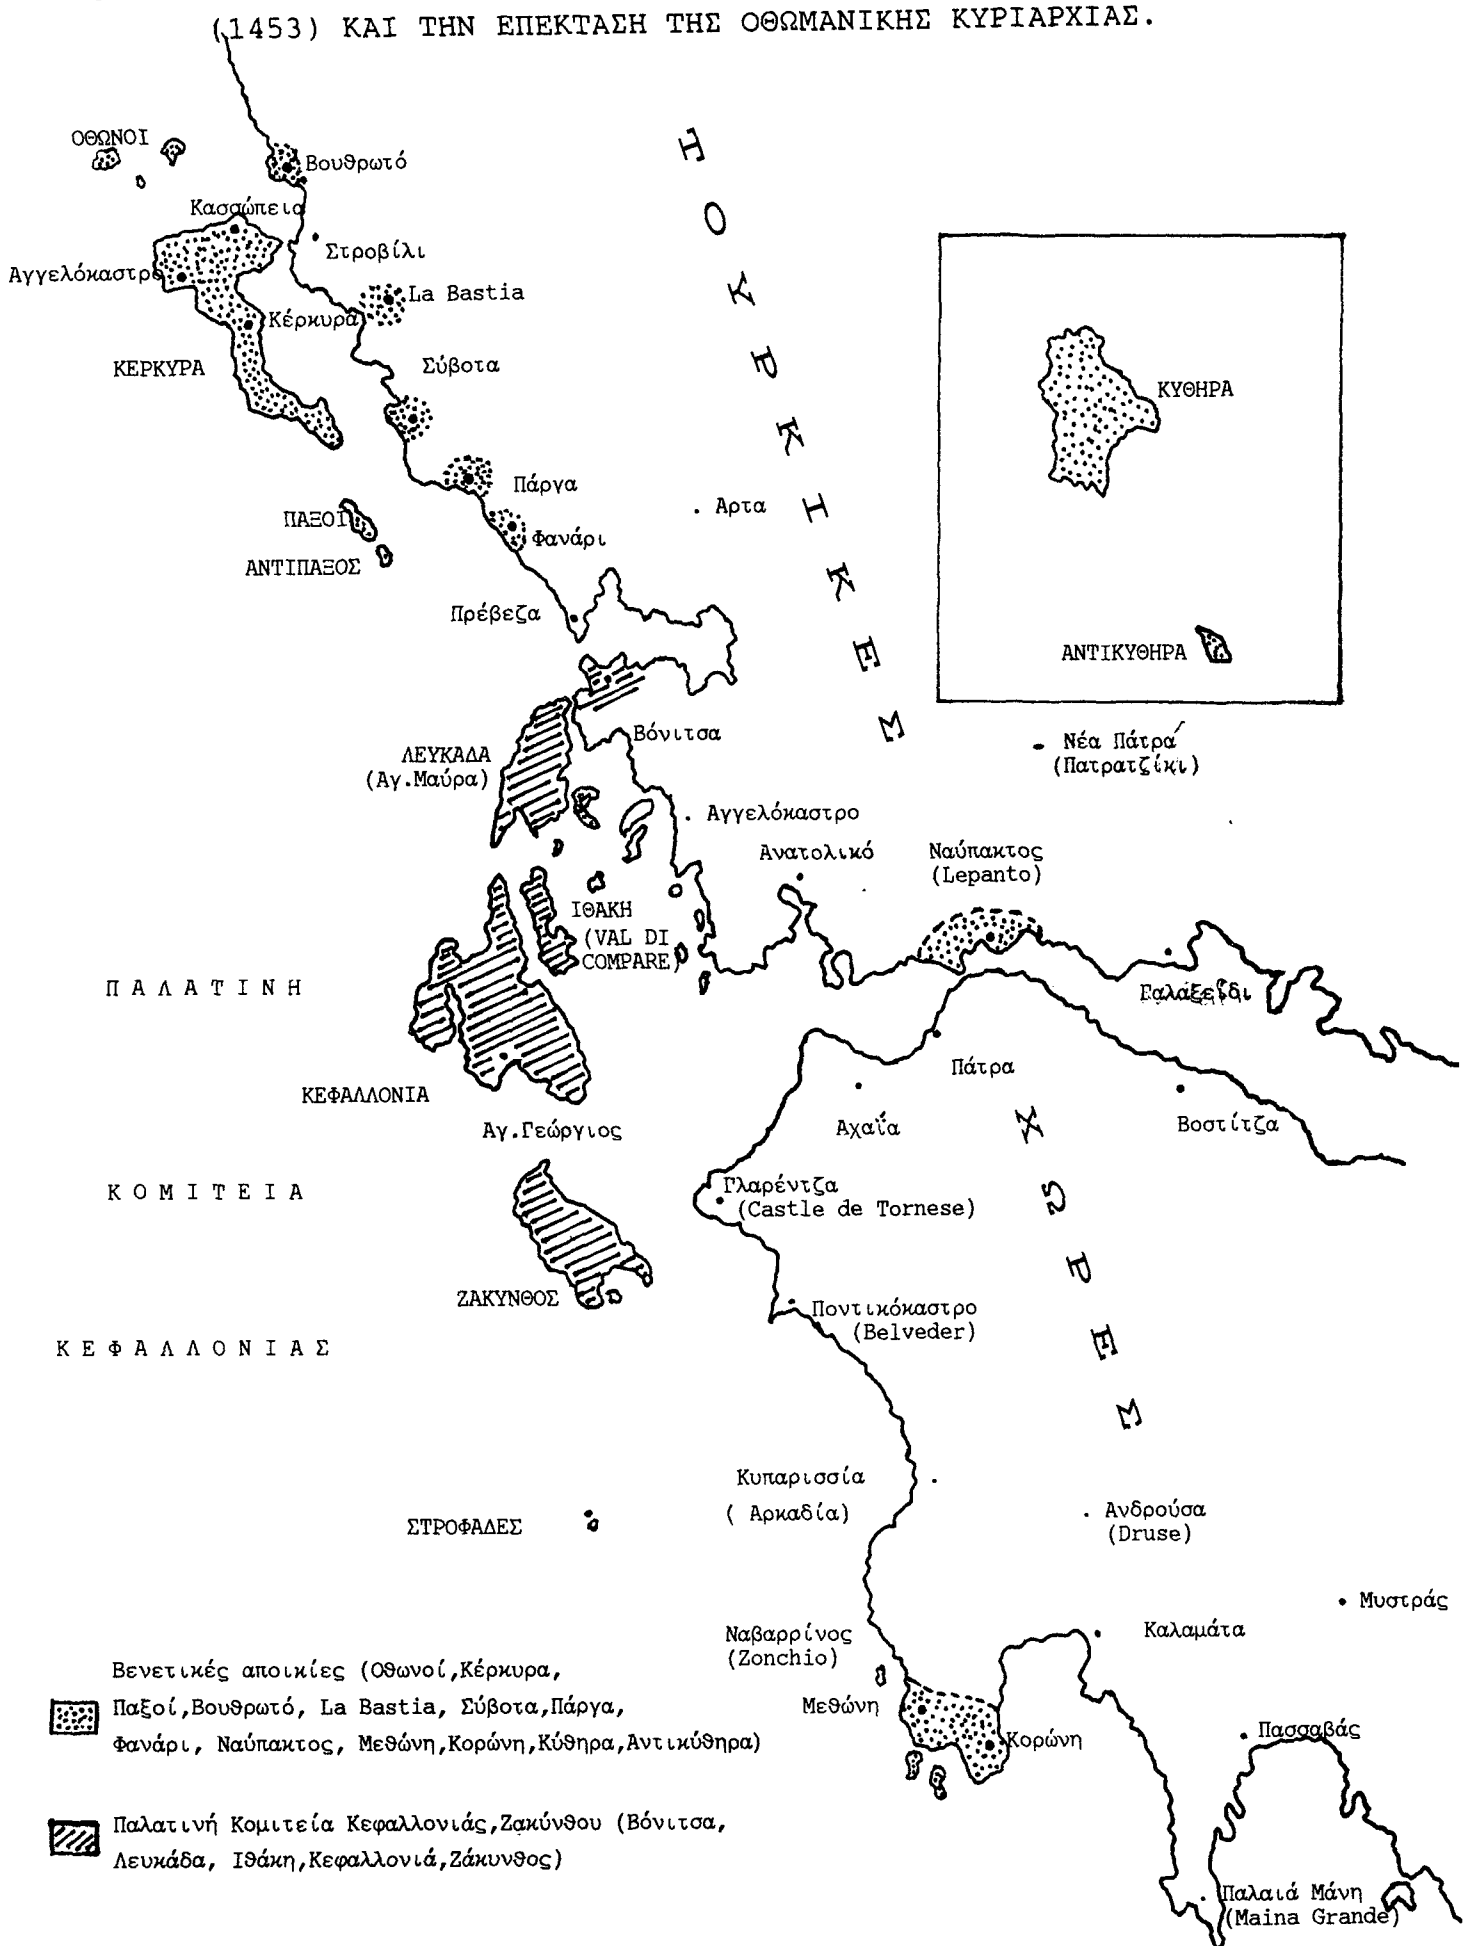 (1453) ΚΑΙ ΤΗΝ ΕΠΕΚΤΑΣΗ ΤΗΣ ΟΘΩΜΑΝΙΚΗΣ ΚΥΡΙΑΡΧΙΑΣ.
ΟΘΩΝΟΙ
Βουθρωτό
Κασσώπεια
Στροβίλι
Αγγελόκαστρο
La Bastia
Κέρκυρα
ΚΕΡΚΥΡΑ
Σύβοτα
ΤΟΥΡΚΙΚΕΣ
ΚΥΘΗΡΑ
Πάργα
ΠΑΞΟΙ
Αρτα
Φανάρι
ΑΝΤΙΠΑΞΟΣ
Πρέβεζα
ΑΝΤΙΚΥΘΗΡΑ
Βόνιτσα
ΛΕΥΚΑΔΑ
(Αγ.Μαύρα)
Νέα Πάτρα
(Πατρατζίκι)
Αγγελόκαστρο
Ανατολικό
Ναύπακτος
(Lepanto)
ΙΘΑΚΗ
(VAL DI
COMPARE)
ΠΑΛΑΤΙΝΗ
Γαλαξείδι
ΚΕΦΑΛΛΟΝΙΑ
Πάτρα
Αγ.Γεώργιος
Αχαΐα
Βοστίτζα
ΧΩΡΕΣ
ΚΟΜΙΤΕΙΑ
Γλαρέντζα
(Castle de Tornese)
ΖΑΚΥΝΘΟΣ
Ποντικόκαστρο
(Belveder)
ΚΕΦΑΛΛΟΝΙΑΣ
Κυπαρισσία
( Αρκαδία)
Ανδρούσα
(Druse)
ΣΤΡΟΦΑΔΕΣ
Μυστράς
Ναβαρρίνος
(Zonchio)
Καλαμάτα
Μεθώνη
Κορώνη
Πασσαβάς
Παλαιά Μάνη
(Maina Grande)
Βενετικές αποικίες (Οθωνοί,Κέρκυρα,
Παξοί,Βουθρωτό, La Bastia, Σύβοτα,Πάργα,
Φανάρι, Ναύπακτος, Μεθώνη,Κορώνη,Κύθηρα,Αντικύθηρα)
Παλατινή Κομιτεία Κεφαλλονιάς,Ζακύνθου (Βόνιτσα,
Λευκάδα, Ιθάκη,Κεφαλλονιά,Ζάκυνθος)